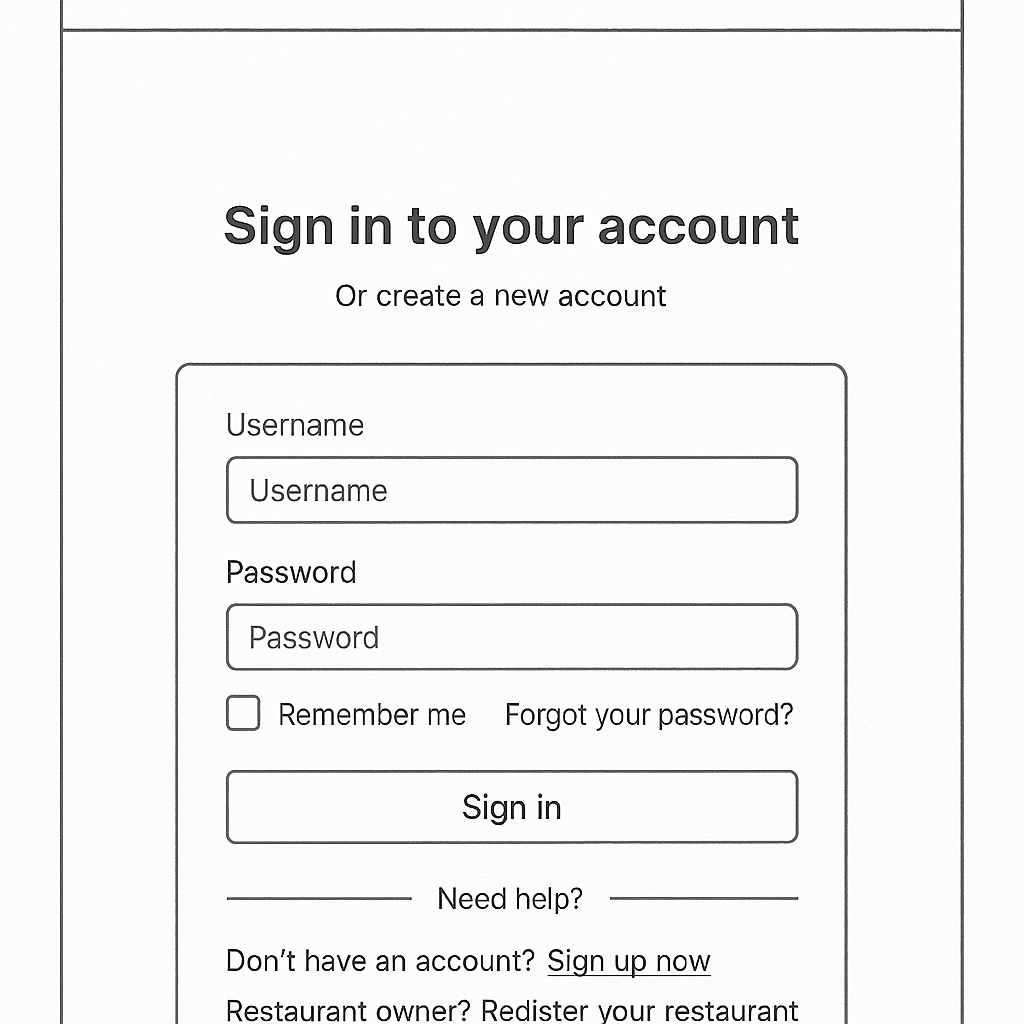 Sign in to your account
Or create a new account
Username
Username
Password
Password
Remember me Forgot your password?
Sign in
Need help?
Don't have an account? Sign up now
Restaurant owner? Redister your restaurant